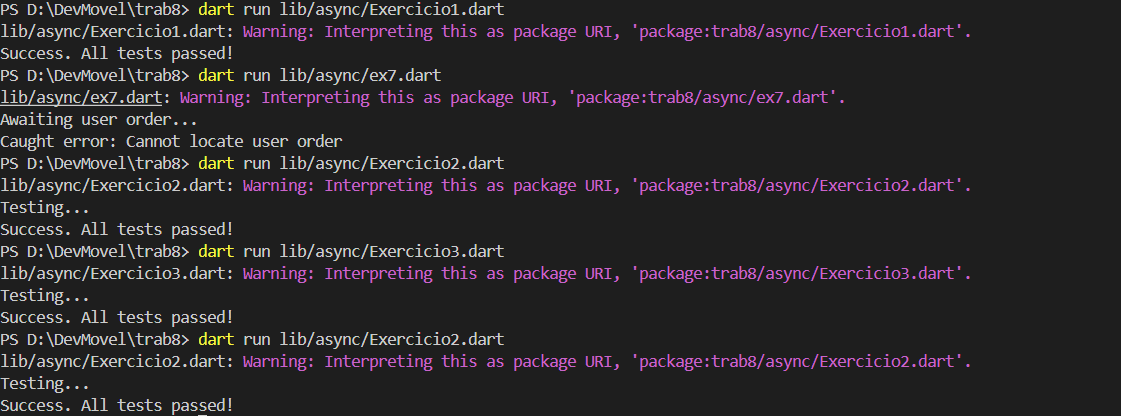 PS D:\DevMovel\trab8> dart run lib/async/Exercicio1.dart
lib/async/Exercicio1.dart: Warning: Interpreting this as package URI, 'package:trab8/async/Exercicio1.dart'.
Success. All tests passed!
PS D:\DevMovel\trab8> dart run lib/async/ex7.dart
lib/async/ex7.dart: Warning: Interpreting this as package URI, 'package:trab8/async/ex7.dart'.
Awaiting user order...
Caught error: Cannot locate user order
PS D:\DevMovel\trab8> dart run lib/async/Exercicio2.dart
lib/async/Exercicio2.dart: Warning: Interpreting this as package URI, 'package:trab8/async/Exercicio2.dart'.
Testing...
Success. All tests passed!
PS D:\DevMovel\trab8> dart run lib/async/Exercicio3.dart
lib/async/Exercicio3.dart: Warning: Interpreting this as package URI, 'package:trab8/async/Exercicio3.dart'.
Testing...
Success. All tests passed!
PS D:\DevMovel\trab8> dart run lib/async/Exercicio2.dart
lib/async/Exercicio2.dart: Warning: Interpreting this as package URI, 'package:trab8/async/Exercicio2.dart'.
Testing...
Success. All tests passed!